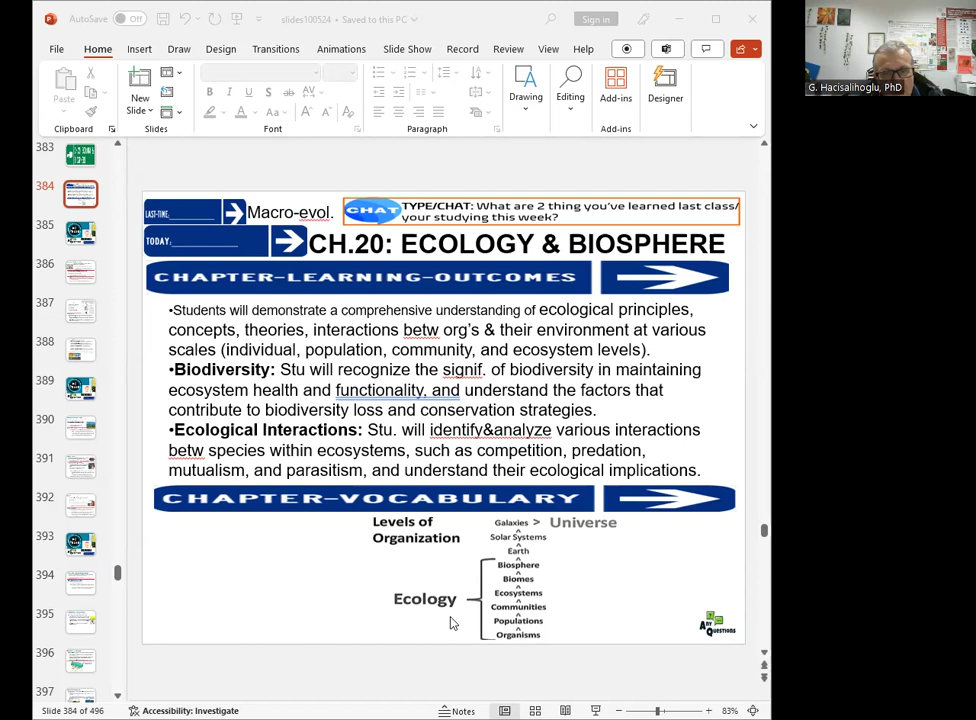 AutoSave Off slides100524 • Saved to this PC Sign in
File Home Insert Draw Design Transitions Animations Slide Show Record Review View Help
Paste New Slide Drawing Editing Add-ins Designer
B I U S ab AV
A Aa A A
Clipboard Slides Font Paragraph Add-ins
G. Hacisalihoglu, PhD
383
384
385
386
387
388
389
390
391
392
393
394
395
396
397
LAST-TIME: Macro-evol. CHAT TYPE/CHAT: What are 2 thing you've learned last class/
your studying this week?
TODAY: CH.20: ECOLOGY & BIOSPHERE
CHAPTER-LEARNING-OUTCOMES
•Students will demonstrate a comprehensive understanding of ecological principles,
concepts, theories, interactions betw org's & their environment at various
scales (individual, population, community, and ecosystem levels).
•Biodiversity: Stu will recognize the signif. of biodiversity in maintaining
ecosystem health and functionality, and understand the factors that
contribute to biodiversity loss and conservation strategies.
•Ecological Interactions: Stu. will identify&analyze various interactions
betw species within ecosystems, such as competition, predation,
mutualism, and parasitism, and understand their ecological implications.
CHAPTER-VOCABULARY
Levels of
Organization
Galaxies > Universe
^
Solar Systems
^
Earth
^
Biosphere
^
Biomes
^
Ecosystems
^
Communities
^
Populations
^
Organisms
Ecology
Any
Questions
Slide 384 of 496 Accessibility: Investigate Notes 83%